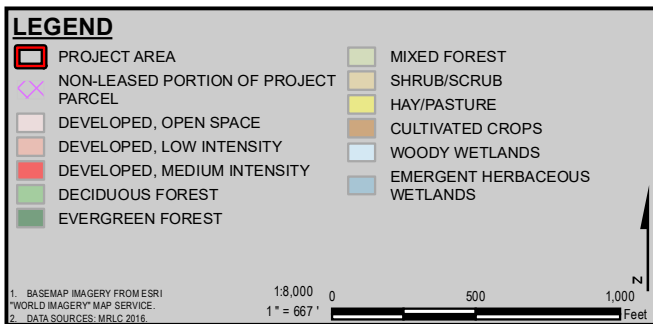 LEGEND
PROJECT AREA
NON-LEASED PORTION OF PROJECT
PARCEL
DEVELOPED, OPEN SPACE
DEVELOPED, LOW INTENSITY
DEVELOPED, MEDIUM INTENSITY
DECIDUOUS FOREST
EVERGREEN FOREST
MIXED FOREST
SHRUB/SCRUB
HAY/PASTURE
CULTIVATED CROPS
WOODY WETLANDS
EMERGENT HERBACEOUS
WETLANDS
1. BASEMAP IMAGERY FROM ESRI
"WORLD IMAGERY" MAP SERVICE.
2. DATA SOURCES: MRLC 2016.
1:8,000
1 " = 667 '
0 500 1,000
Feet
N